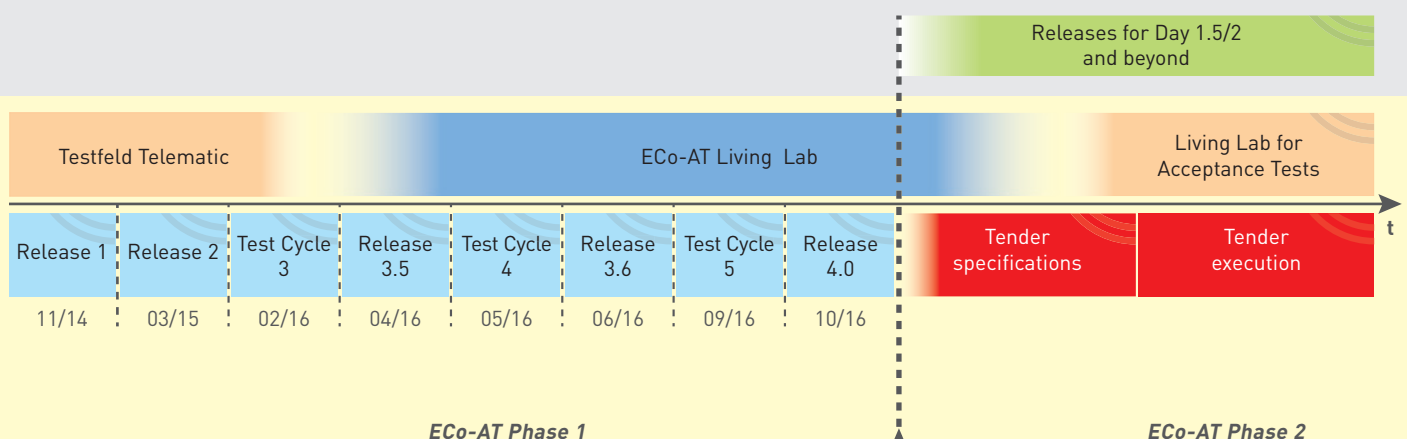 Releases for Day 1.5/2
and beyond
Testfeld Telematic
ECo-AT Living Lab
Living Lab for
Acceptance Tests
t
Release 1
Release 2
Test Cycle
3
Release
3.5
Test Cycle
4
Release
3.6
Test Cycle
5
Release
4.0
Tender
specifications
Tender
execution
11/14
03/15
02/16
04/16
05/16
06/16
09/16
10/16
ECo-AT Phase 1
ECo-AT Phase 2